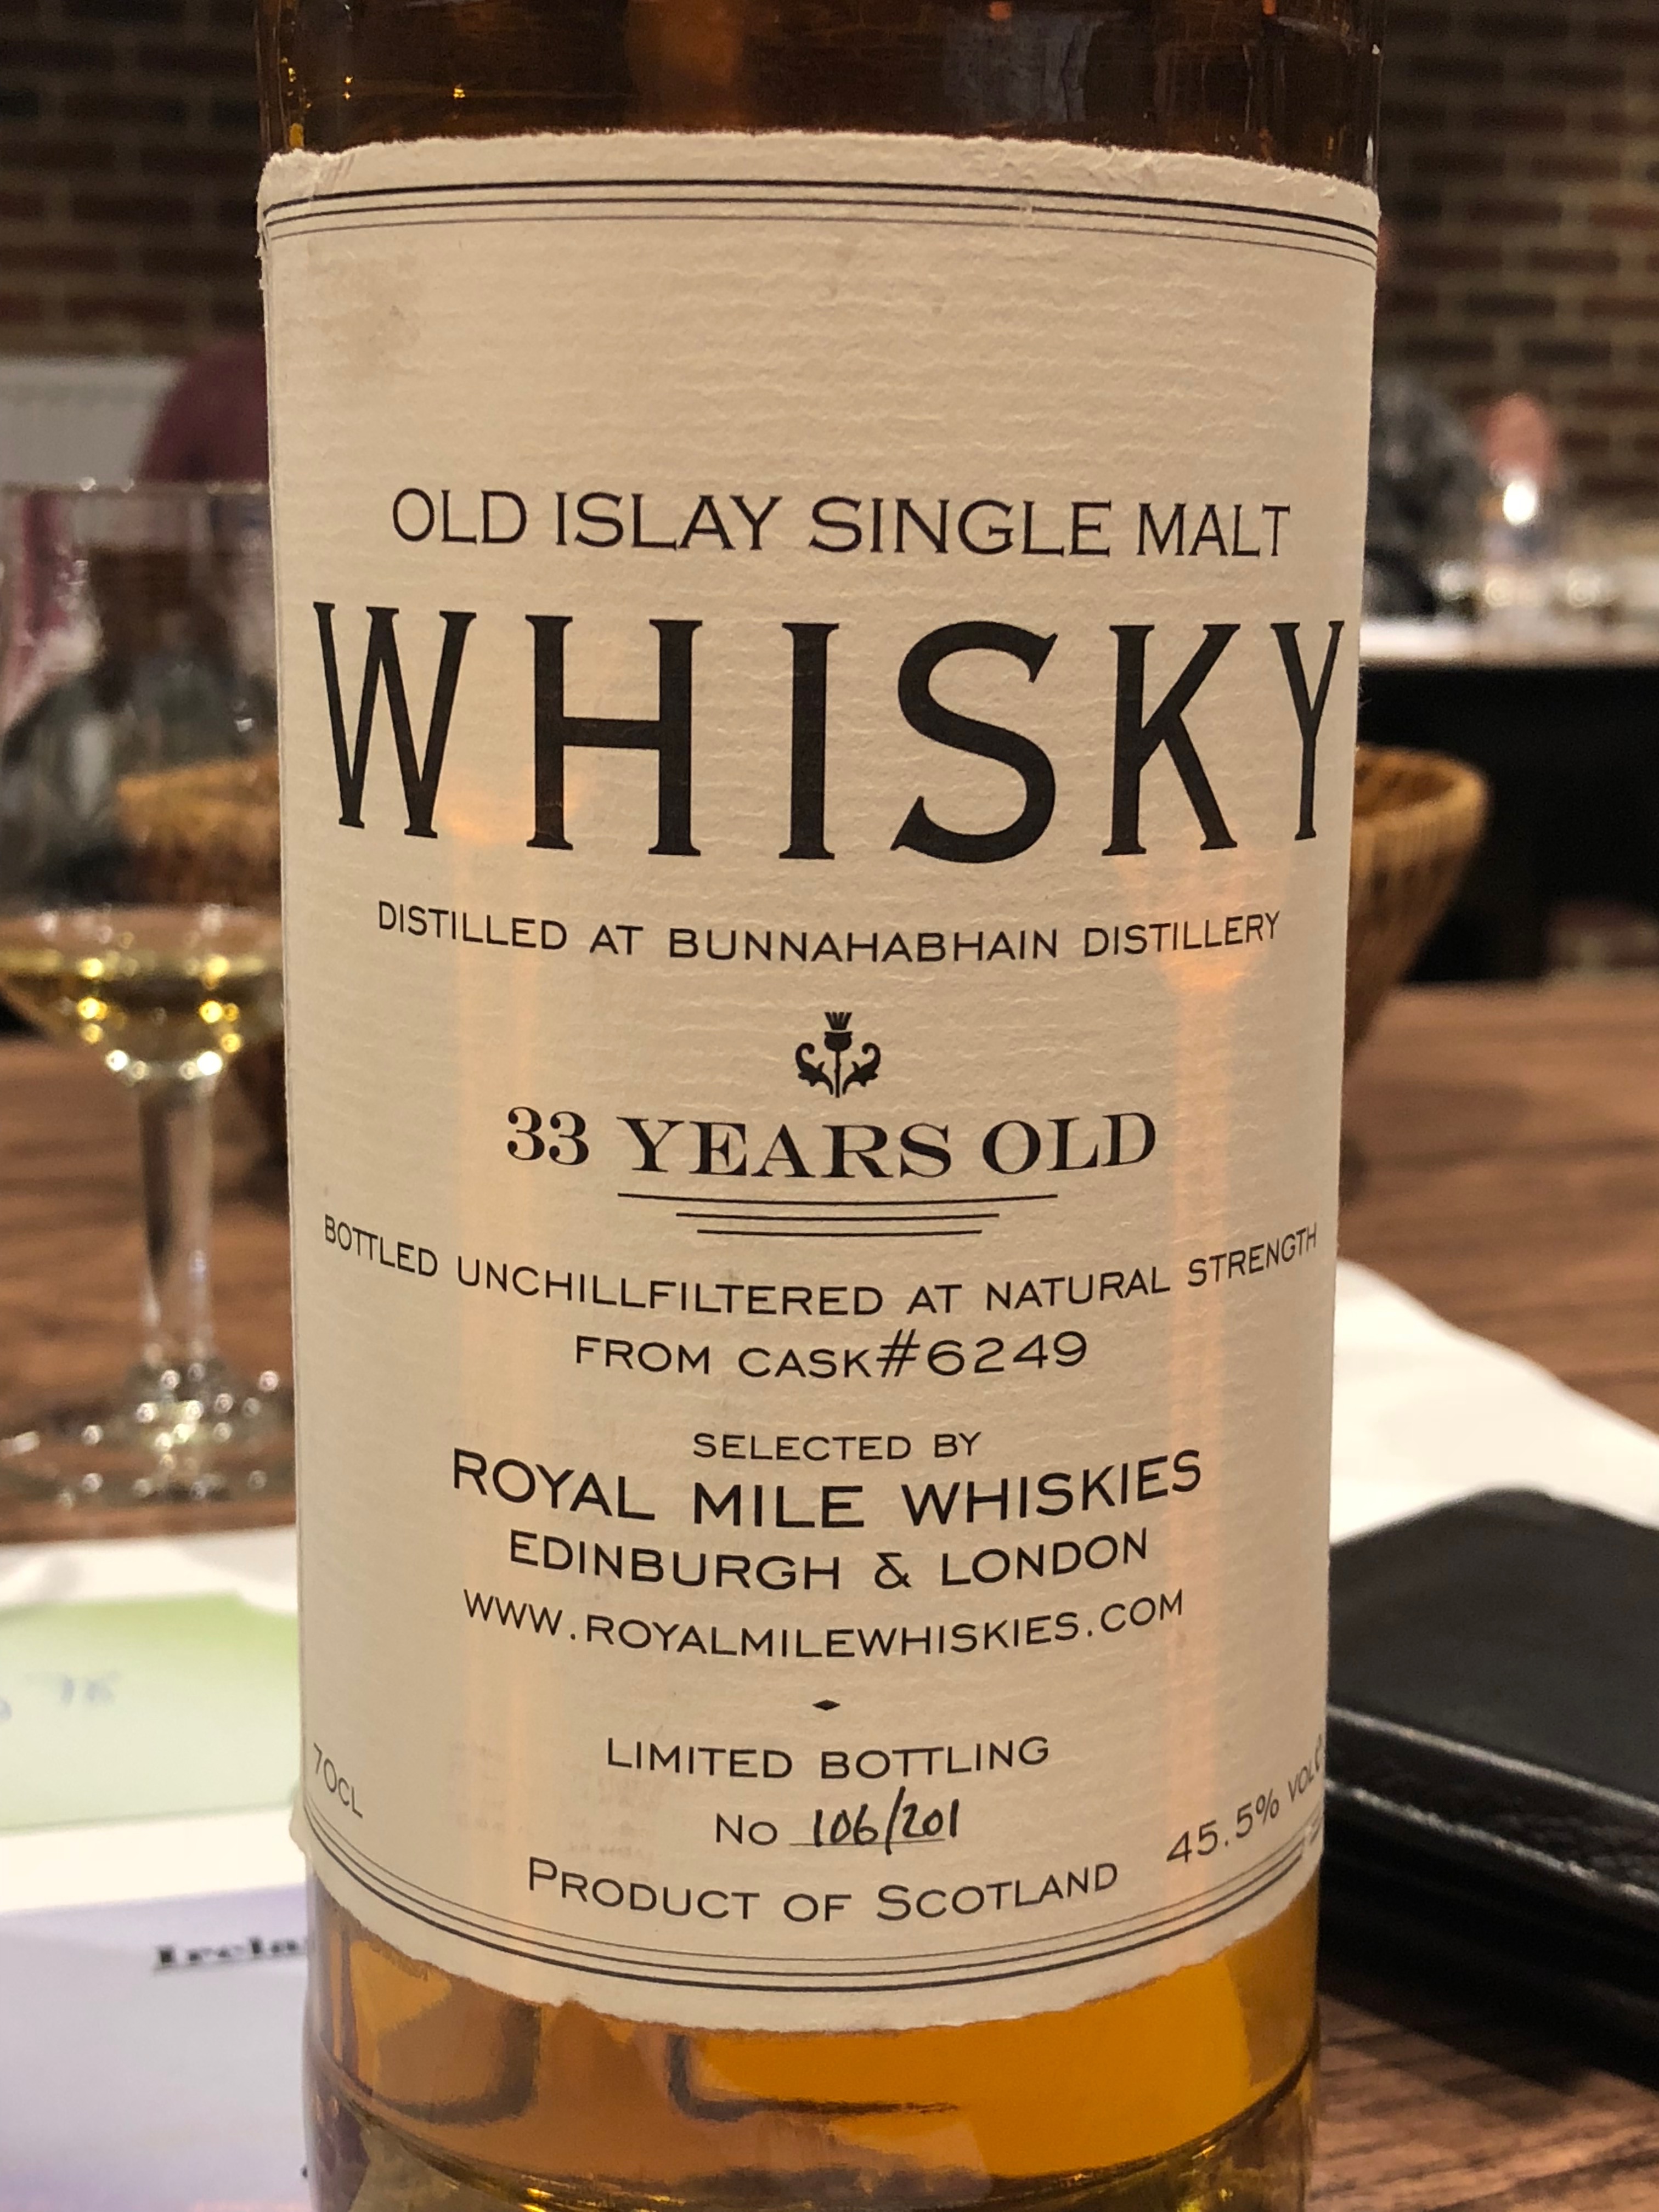 OLD ISLAY SINGLE MALT
WHISKY
DISTILLED AT BUNNAHABHAIN DISTILLERY
33 YEARS OLD
BOTTLED UNCHILLFILTERED AT NATURAL STRENGTH
FROM CASK#6249
SELECTED BY
ROYAL MILE WHISKIES
EDINBURGH & LONDON
WWW.ROYALMILEWHISKIES.COM
LIMITED BOTTLING
No 106/201
70CL
45.5% VOL
PRODUCT OF SCOTLAND